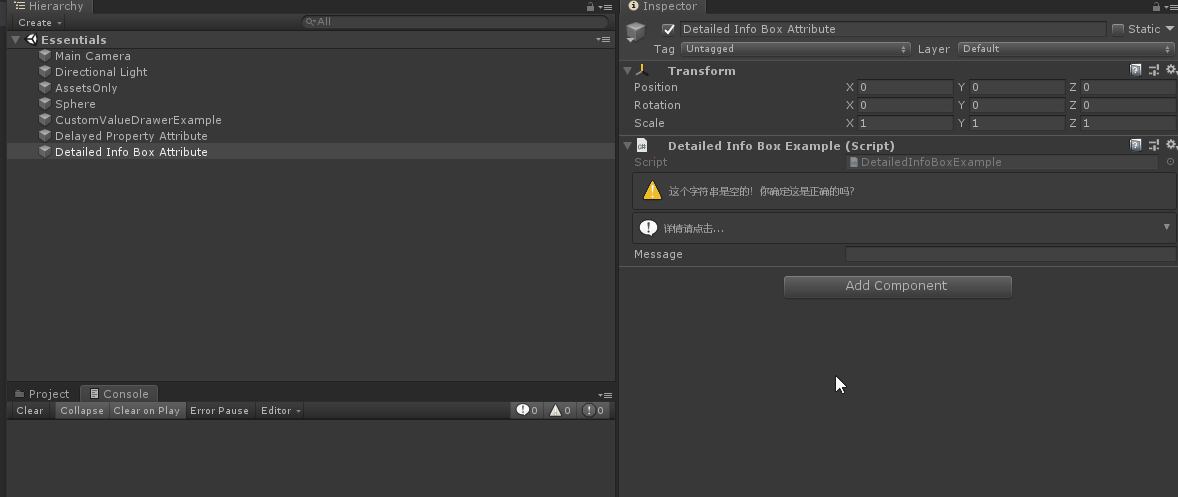 Hierarchy
Create
All
Essentials
Main Camera
Directional Light
AssetsOnly
Sphere
CustomValueDrawerExample
Delayed Property Attribute
Detailed Info Box Attribute
Project
Console
Clear
Collapse
Clear on Play
Error Pause
Editor
0
0
0
Inspector
Detailed Info Box Attribute
Static
Tag
Untagged
Layer
Default
Transform
Position X 0 Y 0 Z 0
Rotation X 0 Y 0 Z 0
Scale X 1 Y 1 Z 1
Detailed Info Box Example (Script)
Script
DetailedInfoBoxExample
这个字符串是空的！你确定这是正确的吗?
详情请点击...
Message
Add Component